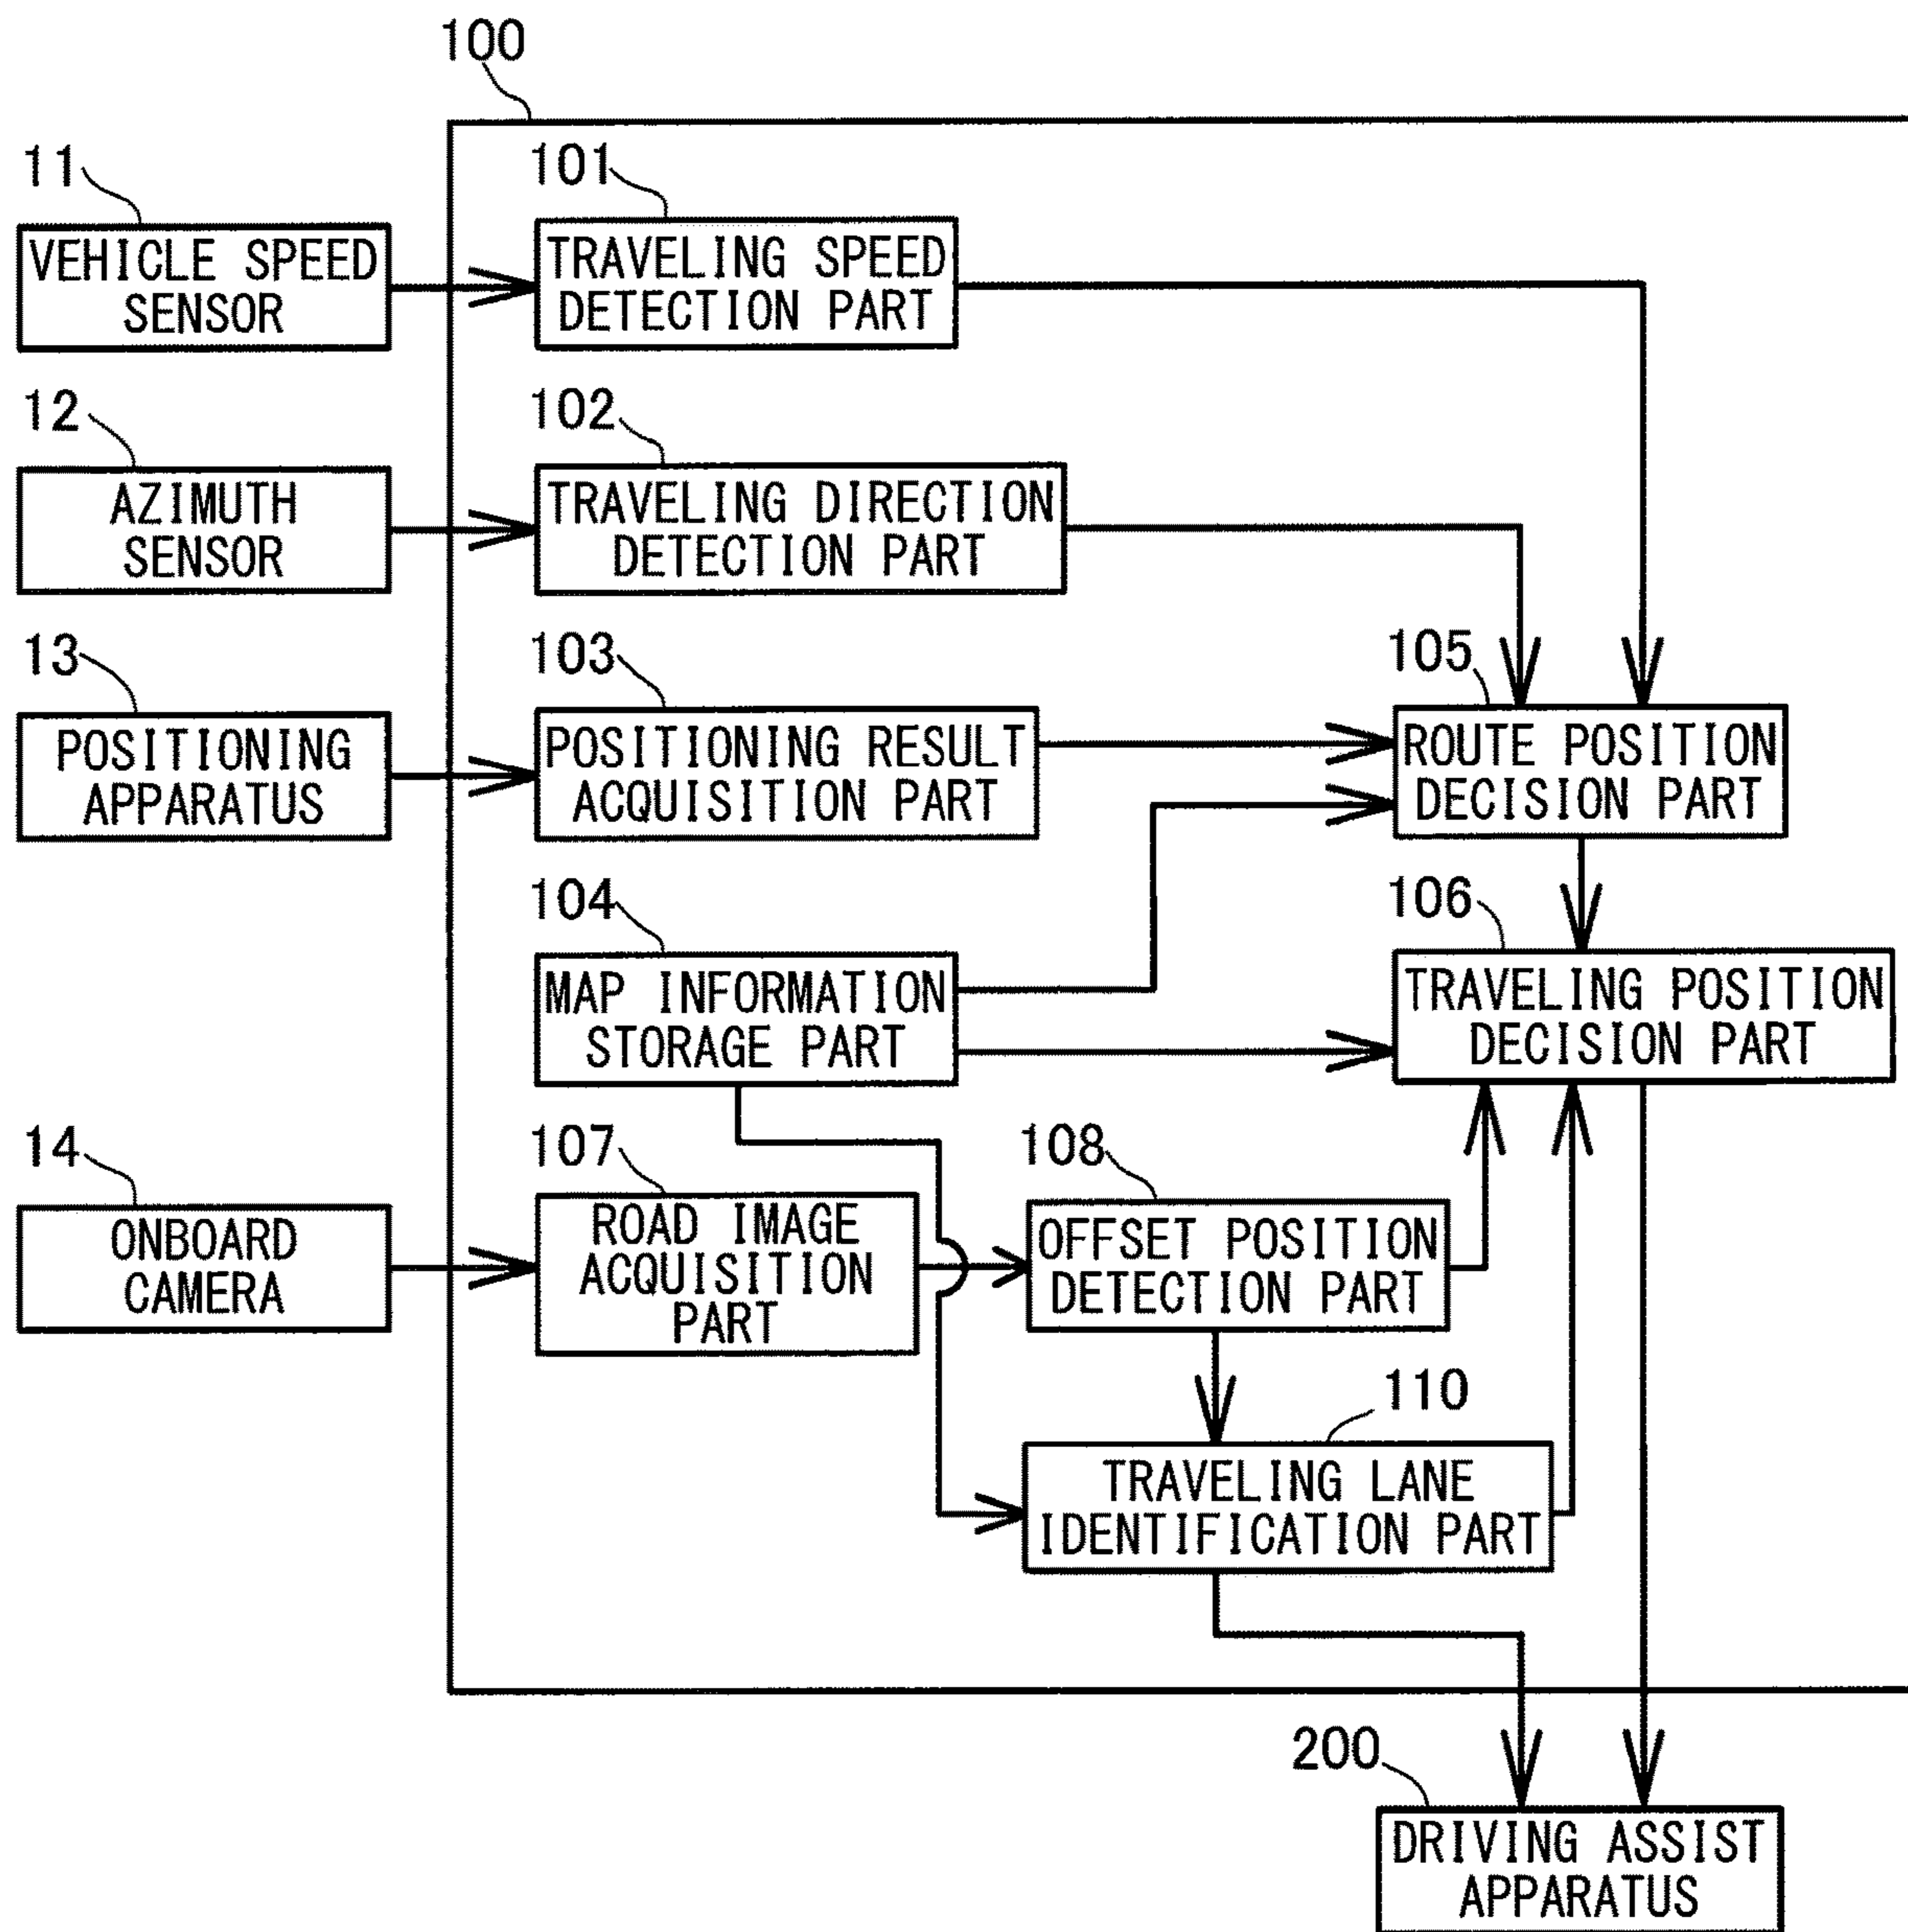 100
11
VEHICLE SPEED
SENSOR
101
TRAVELING SPEED
DETECTION PART
12
AZIMUTH
SENSOR
102
TRAVELING DIRECTION
DETECTION PART
13
POSITIONING
APPARATUS
103
POSITIONING RESULT
ACQUISITION PART
105
ROUTE POSITION
DECISION PART
104
MAP INFORMATION
STORAGE PART
106
TRAVELING POSITION
DECISION PART
14
ONBOARD
CAMERA
107
ROAD IMAGE
ACQUISITION
PART
108
OFFSET POSITION
DETECTION PART
110
TRAVELING LANE
IDENTIFICATION PART
200
DRIVING ASSIST
APPARATUS